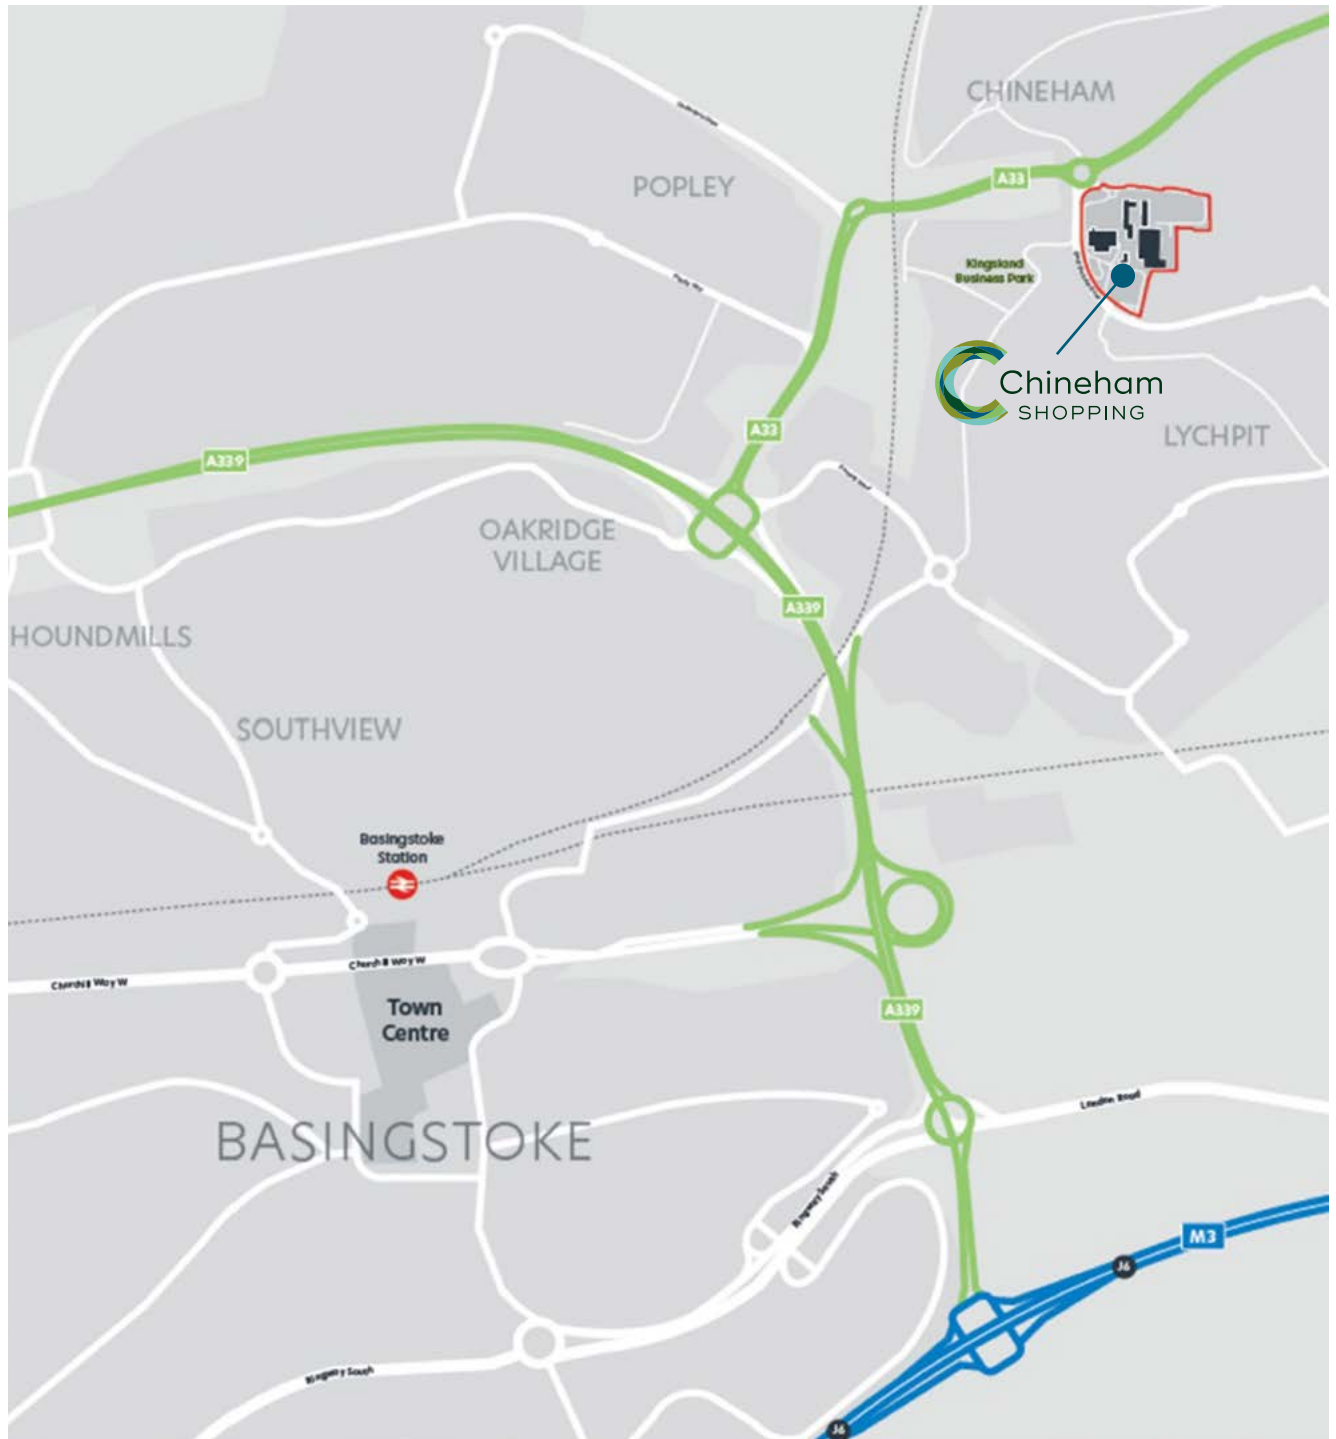 CHINEHAM
POPLEY
A33
Kingsland
Business Park
Chineham
SHOPPING
A33
LYCHPIT
A339
OAKRIDGE
VILLAGE
A339
HOUNDMILLS
SOUTHVIEW
Basingstoke
Station
Churchill Way W
Churchill Way W
Town
Centre
A339
London Road
BASINGSTOKE
Ringway South
M3
J6
Ringway South
J6